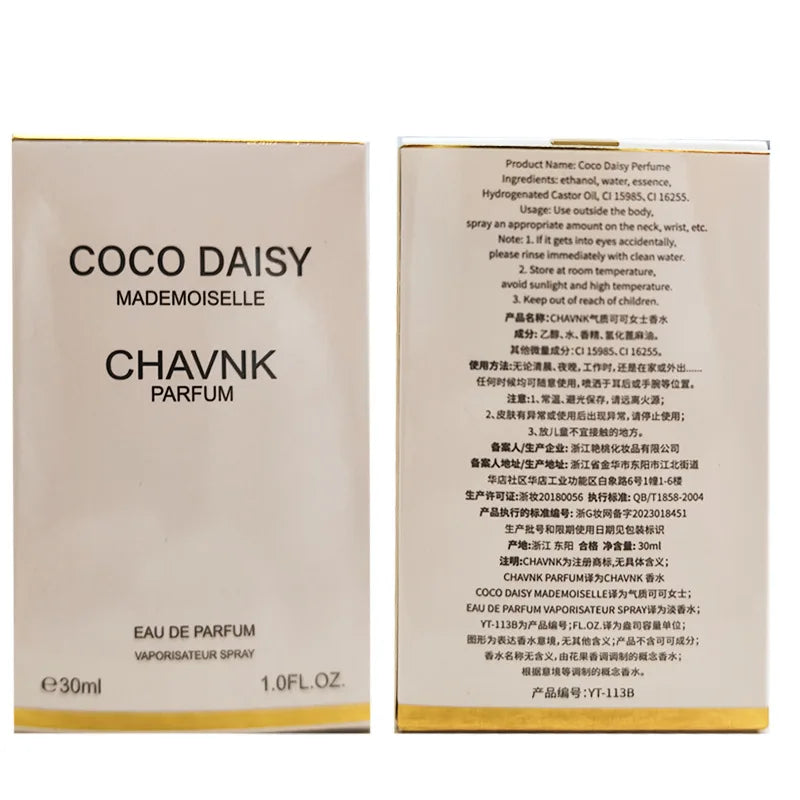 COCO DAISY
MADEMOISELLE
CHAVNK
PARFUM
EAU DE PARFUM
VAPORISATEUR SPRAY
℮30ml
1.0FL.OZ.
Product Name: Coco Daisy Perfume
Ingredients: ethanol, water, essence,
Hydrogenated Castor Oil, CI 15985, CI 16255.
Usage: Use outside the body,
spray an appropriate amount on the neck, wrist, etc.
Note: 1. If it gets into eyes accidentally,
please rinse immediately with clean water.
2. Store at room temperature,
avoid sunlight and high temperature.
3. Keep out of reach of children.
产品名称:CHAVNK气质可可女士香水
成分: 乙醇、水、香精、氢化蓖麻油。
其他微量成分: CI 15985、CI 16255。
使用方法:无论清晨、夜晚,工作时,还是在家或外出......
任何时候均可随意使用,喷洒于耳后或手腕等位置。
注意:1、常温、避光保存,请远离火源;
2、皮肤有异常或使用后出现异常,请停止使用;
3、放儿童不宜接触的地方。
备案人/生产企业: 浙江艳桃化妆品有限公司
备案人地址/生产地址: 浙江省金华市东阳市江北街道
华店社区华店工业功能区白象路6号1幢1-6楼
生产许可证:浙妆20180056 执行标准: QB/T1858-2004
产品执行的标准编号: 浙G妆网备字2023018451
生产批号和限期使用日期见包装标识
产地:浙江 东阳 合格 净含量: 30ml
注明:CHAVNK为注册商标,无具体含义;
CHAVNK PARFUM译为CHAVNK 香水
COCO DAISY MADEMOISELLE译为气质可可女士;
EAU DE PARFUM VAPORISATEUR SPRAY译为淡香水;
YT-113B为产品编号;FL.OZ.译为盎司容量单位;
图形为表达香水意境,无其他含义;产品不含可可成分;
香水名称无含义,由花果香调调制的概念香水;
根据意境等调制的概念香水。
产品编号:YT-113B